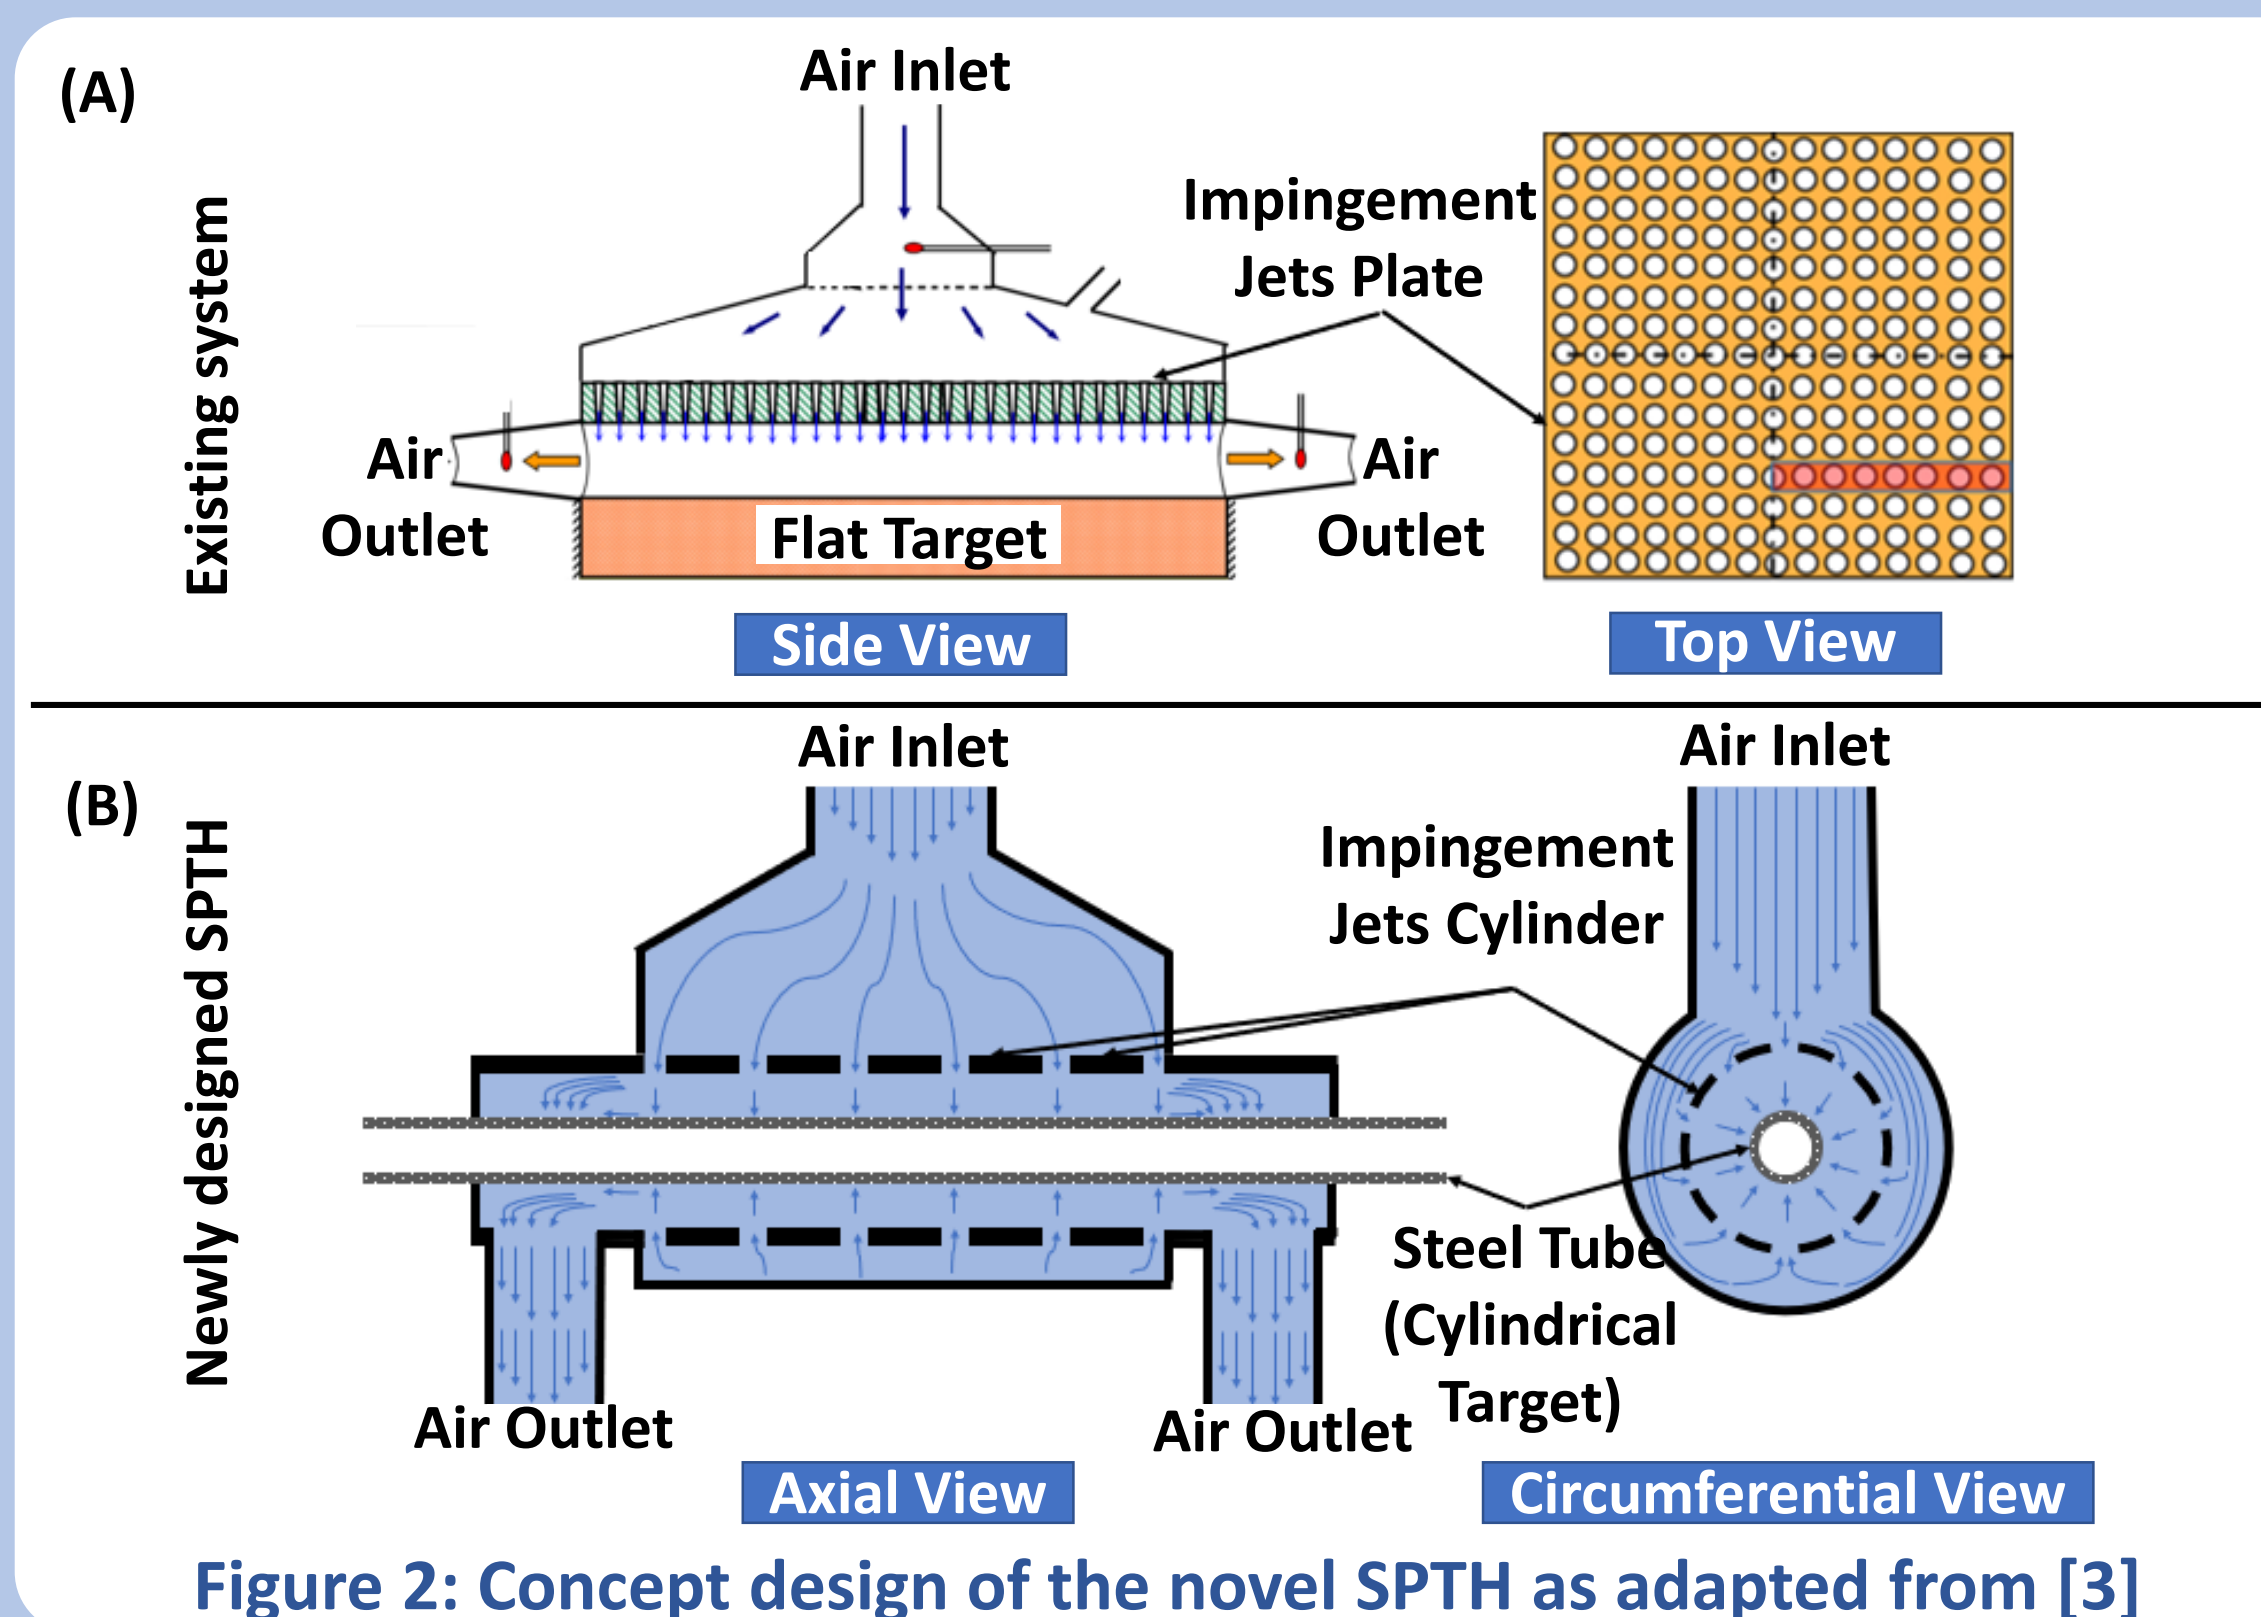 (A)
Existing system
Air Inlet
Impingement
Jets Plate
Air
Outlet
Flat Target
Air
Outlet
Side View
Top View
(B)
Newly designed SPTH
Air Inlet
Air Inlet
Impingement
Jets Cylinder
Steel Tube
(Cylindrical
Target)
Air Outlet
Air Outlet
Axial View
Circumferential View
Figure 2: Concept design of the novel SPTH as adapted from [3]